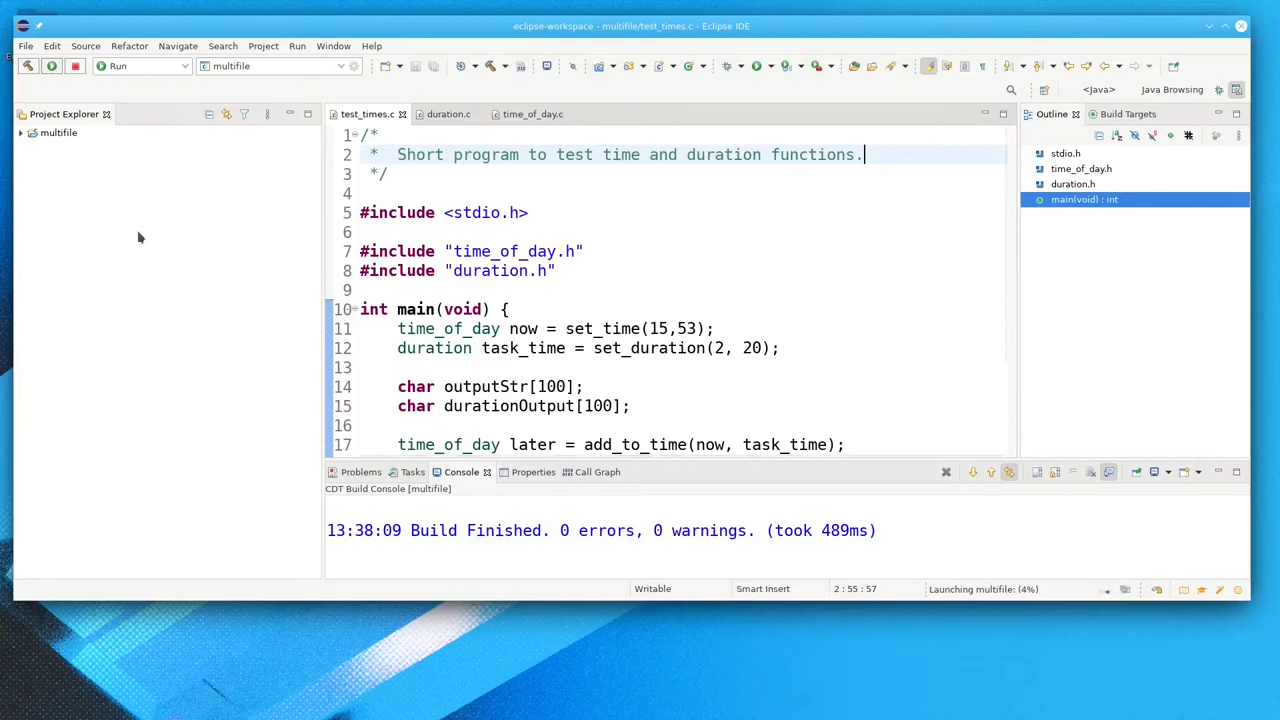 eclipse-workspace - multifile/test_times.c - Eclipse IDE
File Edit Source Refactor Navigate Search Project Run Window Help
Run multifile
<Java> Java Browsing
Project Explorer
multifile
test_times.c duration.c time_of_day.c
1 /*
2 * Short program to test time and duration functions.
3 */
4
5 #include <stdio.h>
6
7 #include "time_of_day.h"
8 #include "duration.h"
9
10 int main(void) {
11 time_of_day now = set_time(15,53);
12 duration task_time = set_duration(2, 20);
13
14 char outputStr[100];
15 char durationOutput[100];
16
17 time_of_day later = add_to_time(now, task_time);
Outline Build Targets
stdio.h
time_of_day.h
duration.h
main(void) : int
Problems Tasks Console Properties Call Graph
CDT Build Console [multifile]
13:38:09 Build Finished. 0 errors, 0 warnings. (took 489ms)
Writable Smart Insert 2 : 55 : 57 Launching multifile: (4%)